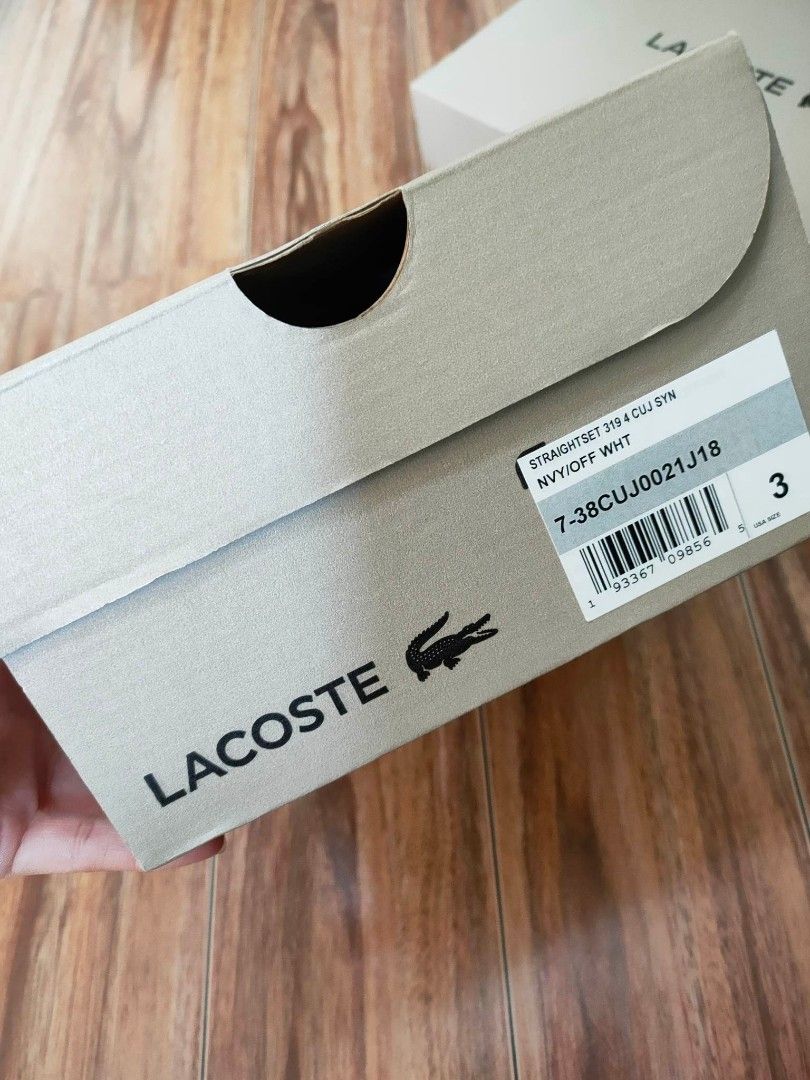 STRAIGHTSET 319 4 CUJ SYN
NVY/OFF WHT
7-38CUJ0021J18
1 93367 09856 5
USA SIZE
3
LACOSTE